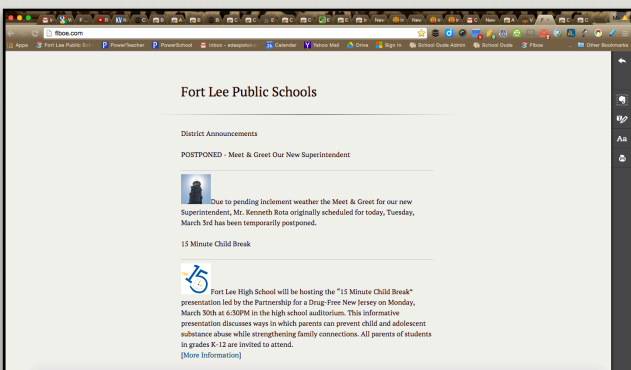 flboe.com
Apps Fort Lee Public Sch PowerTeacher PowerSchool Calendar Yahoo Mail Drive Sign In School Dude Admin School Dude Flboe Other Bookmarks
Fort Lee Public Schools
District Announcements
POSTPONED - Meet & Greet Our New Superintendent
Due to pending inclement weather the Meet & Greet for our new
Superintendent, Mr. Kenneth Rota originally scheduled for today, Tuesday,
March 3rd has been temporarily postponed.
15 Minute Child Break
15
Fort Lee High School will be hosting the "15 Minute Child Break"
presentation led by the Partnership for a Drug-Free New Jersey on Monday,
March 30th at 6:30PM in the high school auditorium. This informative
presentation discusses ways in which parents can prevent child and adolescent
substance abuse while strengthening family connections. All parents of students
in grades K-12 are invited to attend.
[More Information]
Aa